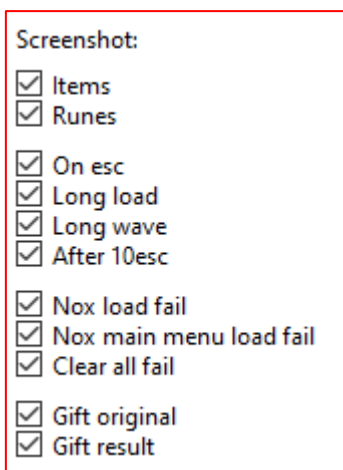 Screenshot:
Items
Runes
On esc
Long load
Long wave
After 10esc
Nox load fail
Nox main menu load fail
Clear all fail
Gift original
Gift result